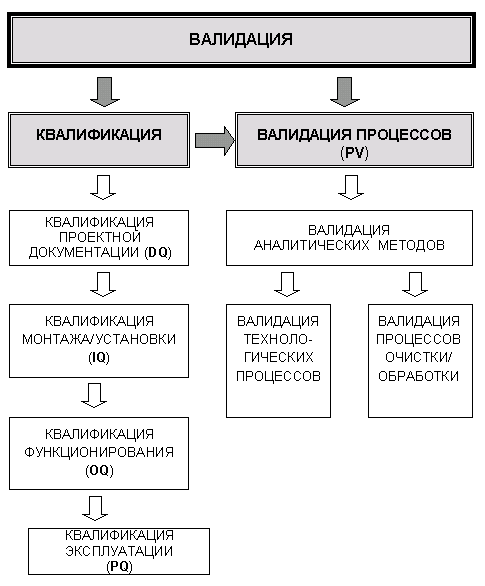 ВАЛИДАЦИЯ
КВАЛИФИКАЦИЯ
ВАЛИДАЦИЯ ПРОЦЕССОВ
(PV)
КВАЛИФИКАЦИЯ
ПРОЕКТНОЙ
ДОКУМЕНТАЦИИ (DQ)
ВАЛИДАЦИЯ
АНАЛИТИЧЕСКИХ МЕТОДОВ
КВАЛИФИКАЦИЯ
МОНТАЖА/УСТАНОВКИ
(IQ)
ВАЛИДАЦИЯ
ТЕХНОЛО-
ГИЧЕСКИХ
ПРОЦЕССОВ
ВАЛИДАЦИЯ
ПРОЦЕССОВ
ОЧИСТКИ/
ОБРАБОТКИ
КВАЛИФИКАЦИЯ
ФУНКЦИОНИРОВАНИЯ
(OQ)
КВАЛИФИКАЦИЯ
ЭКСПЛУАТАЦИИ
(PQ)